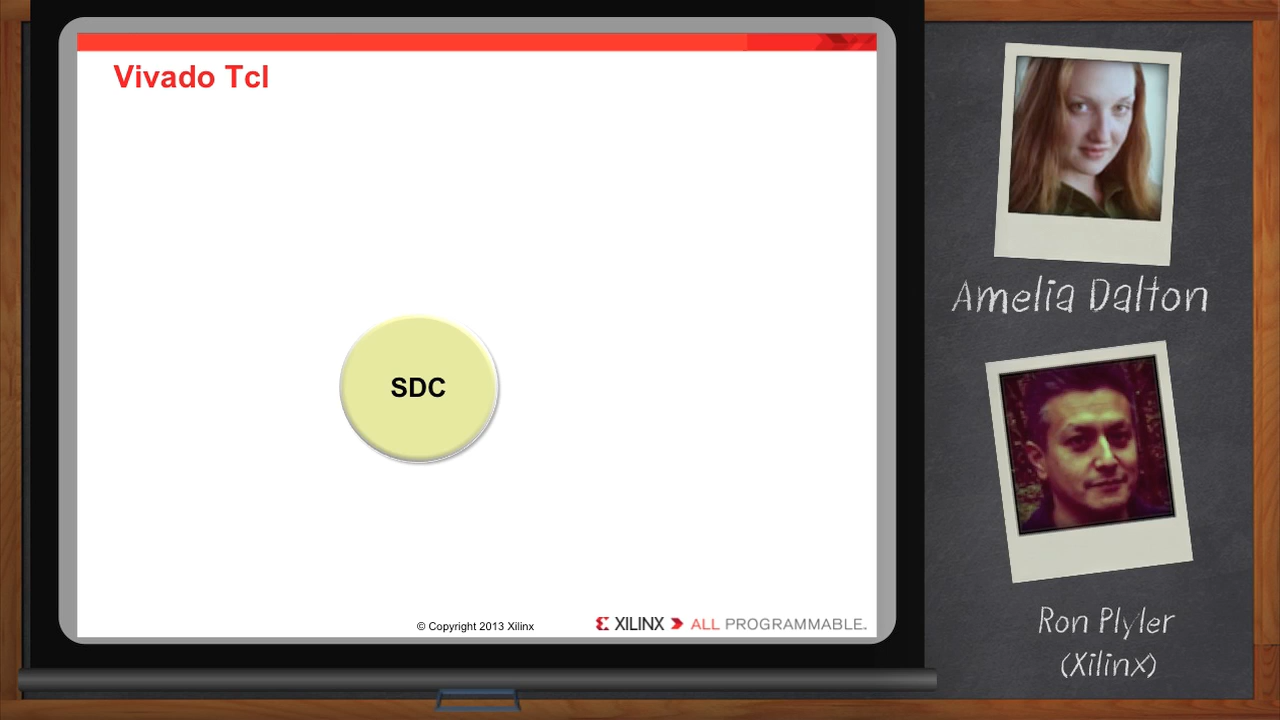 Vivado Tcl
SDC
© Copyright 2013 Xilinx
XILINX ALL PROGRAMMABLE.
Amelia Dalton
Ron Plyler
(Xilinx)